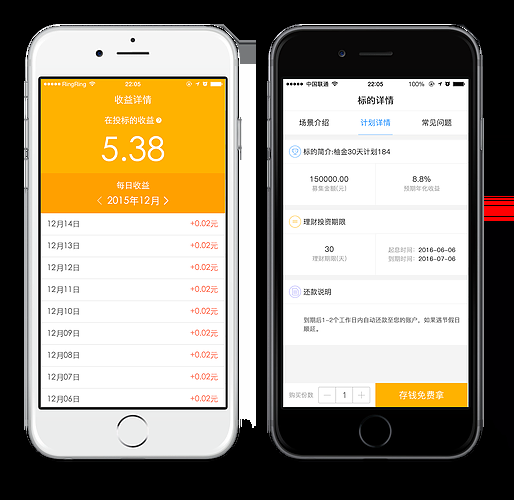 RingRing 22:05
收益详情
在投标的收益
5.38
每日收益
2015年12月
12月14日 +0.02元
12月13日 +0.02元
12月12日 +0.02元
12月11日 +0.02元
12月10日 +0.02元
12月09日 +0.02元
12月08日 +0.02元
12月07日 +0.02元
12月06日 +0.02元
中国联通 22:05 100%
标的详情
场景介绍 计划详情 常见问题
标的简介:柚金30天计划184
150000.00 8.8%
募集金额(元) 预期年化收益
理财投资期限
30 起息时间: 2016-06-06
理财期限(天) 到期时间: 2016-07-06
还款说明
到期后1-2个工作日内自动还款至您的账户。如果遇节假日
顺延。
购买份数 — 1 + 存钱免费拿